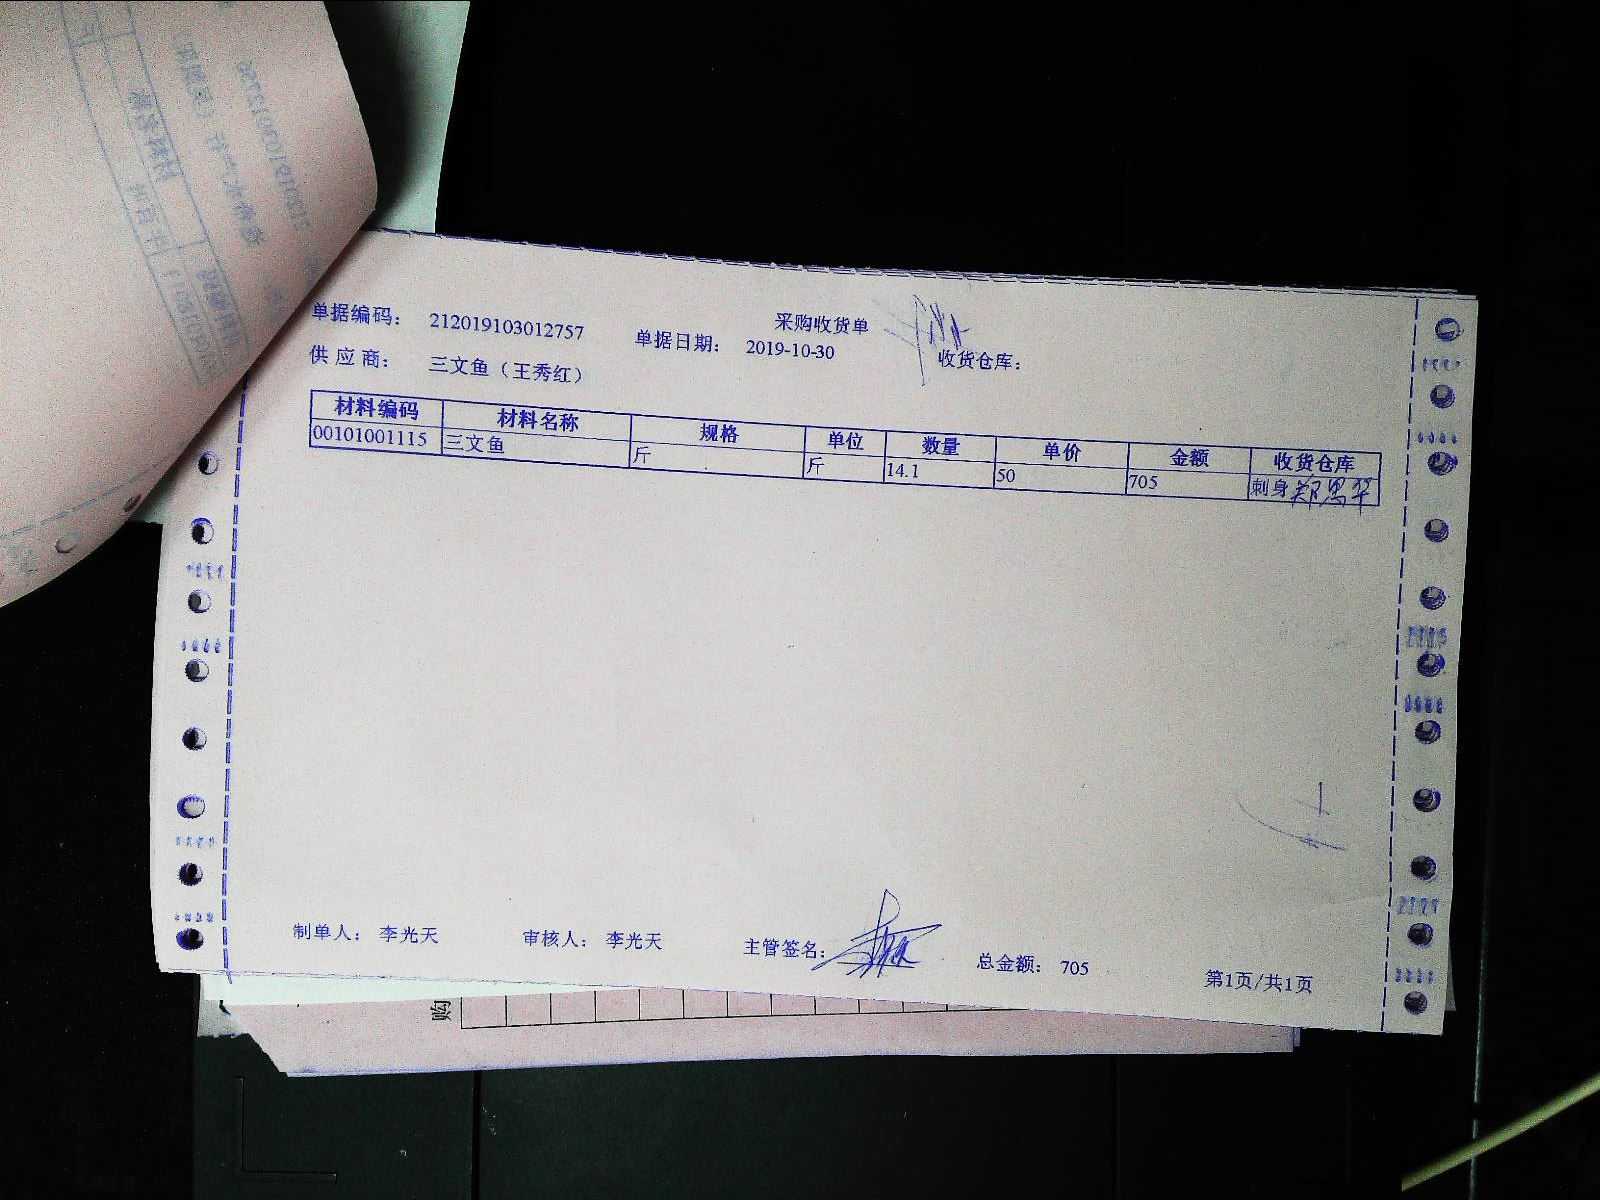 采购收货单
单据编码： 212019103012757 单据日期： 2019-10-30 收货仓库：
供应商： 三文鱼（王秀红）
材料编码 材料名称 规格 单位 数量 单价 金额 收货仓库
00101001115 三文鱼 斤 斤 14.1 50 705 刺身
制单人： 李光天 审核人： 李光天 主管签名： 总金额： 705
第1页/共1页
购